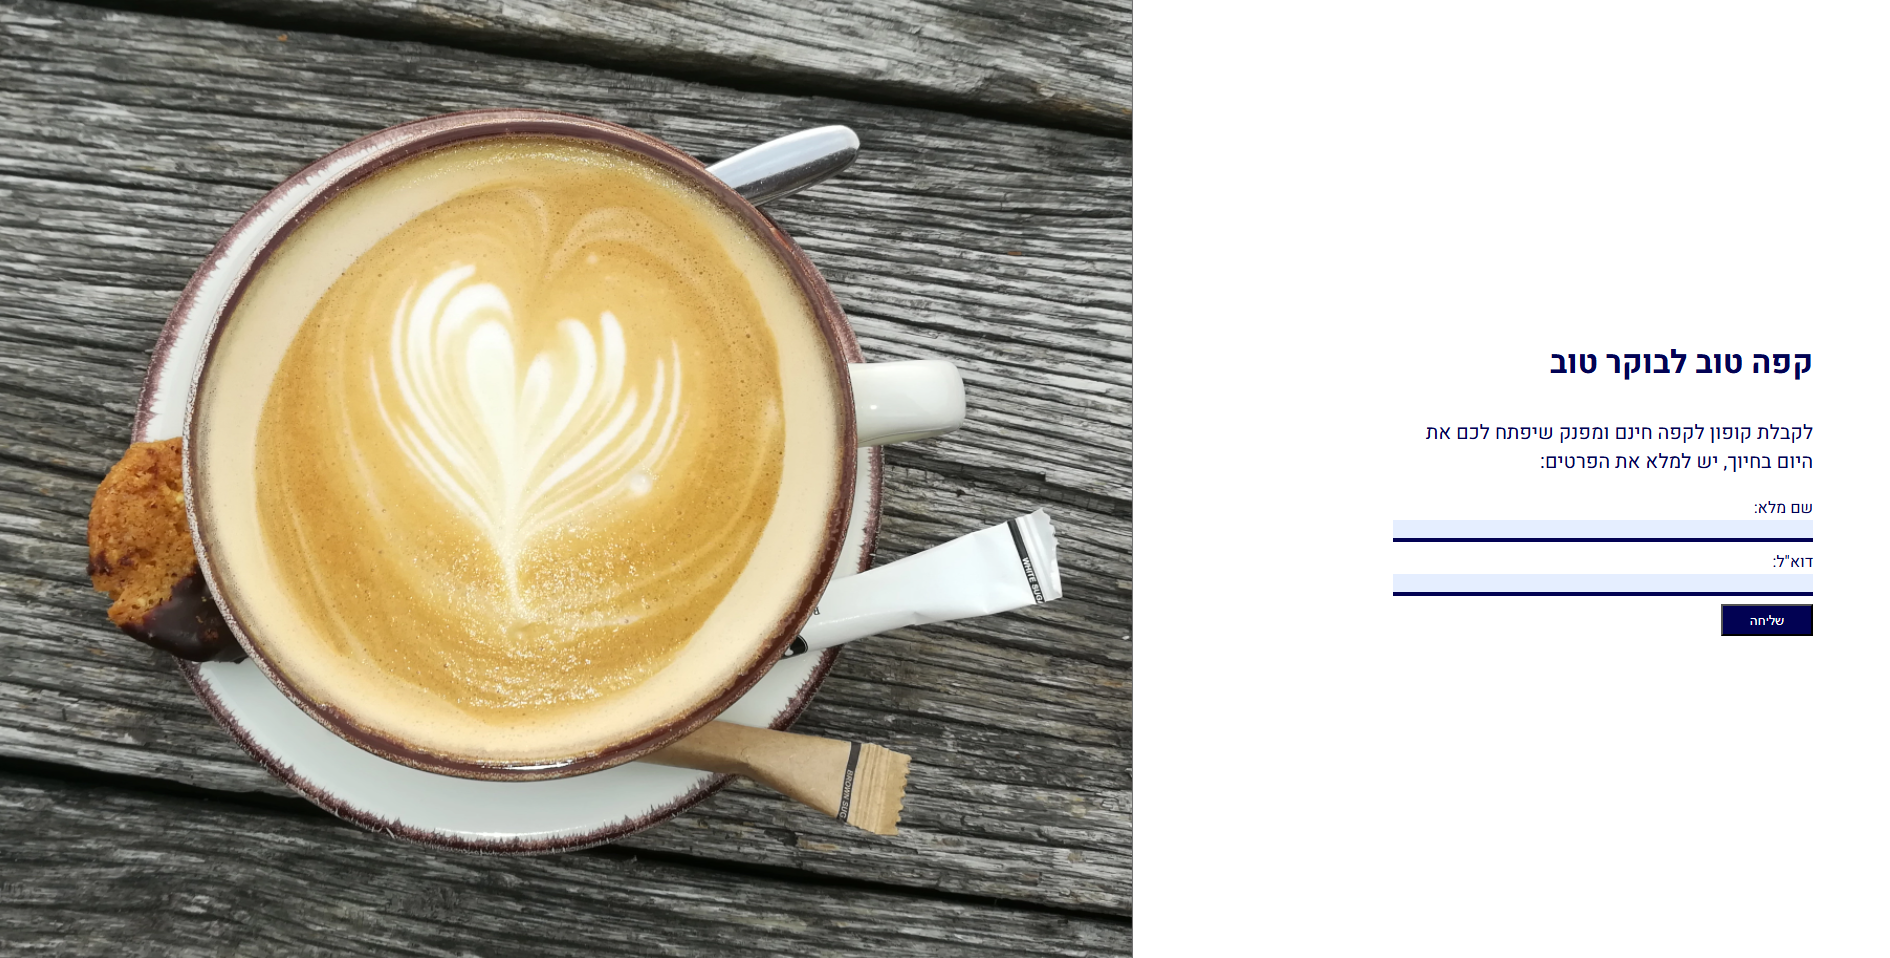 קפה טוב לבוקר טוב
לקבלת קופון לקפה חינם ומפנק שיפתח לכם את
היום בחיוך, יש למלא את הפרטים:
שם מלא:
דוא"ל:
שליחה
WHITE SUGA
BROWN SUG